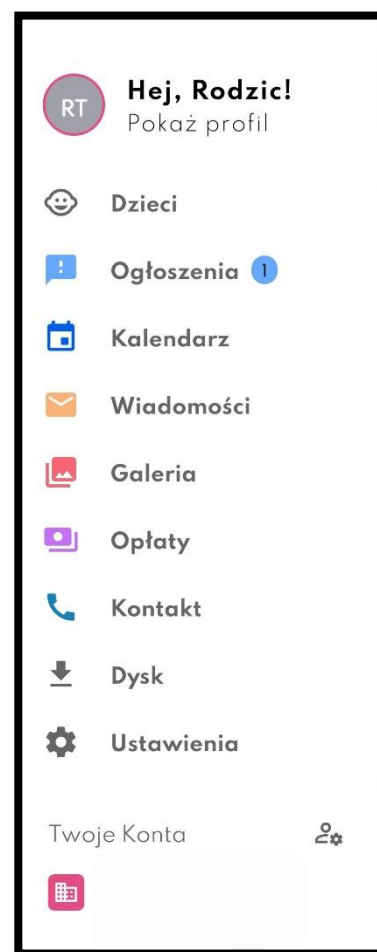 RT
Hej, Rodzic!
Pokaż profil
Dzieci
Ogłoszenia 1
Kalendarz
Wiadomości
Galeria
Opłaty
Kontakt
Dysk
Ustawienia
Twoje Konta